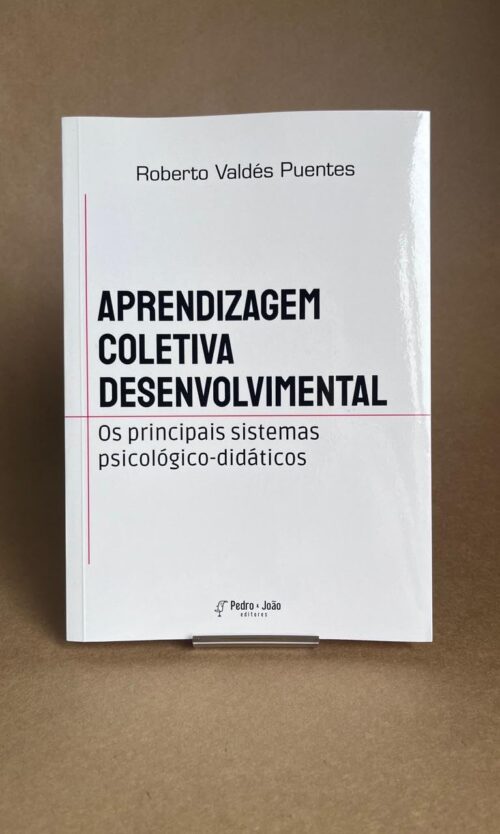 Roberto Valdés Puentes
APRENDIZAGEM
COLETIVA
DESENVOLVIMENTAL
Os principais sistemas
psicológico-didáticos
Pedro & João
editores